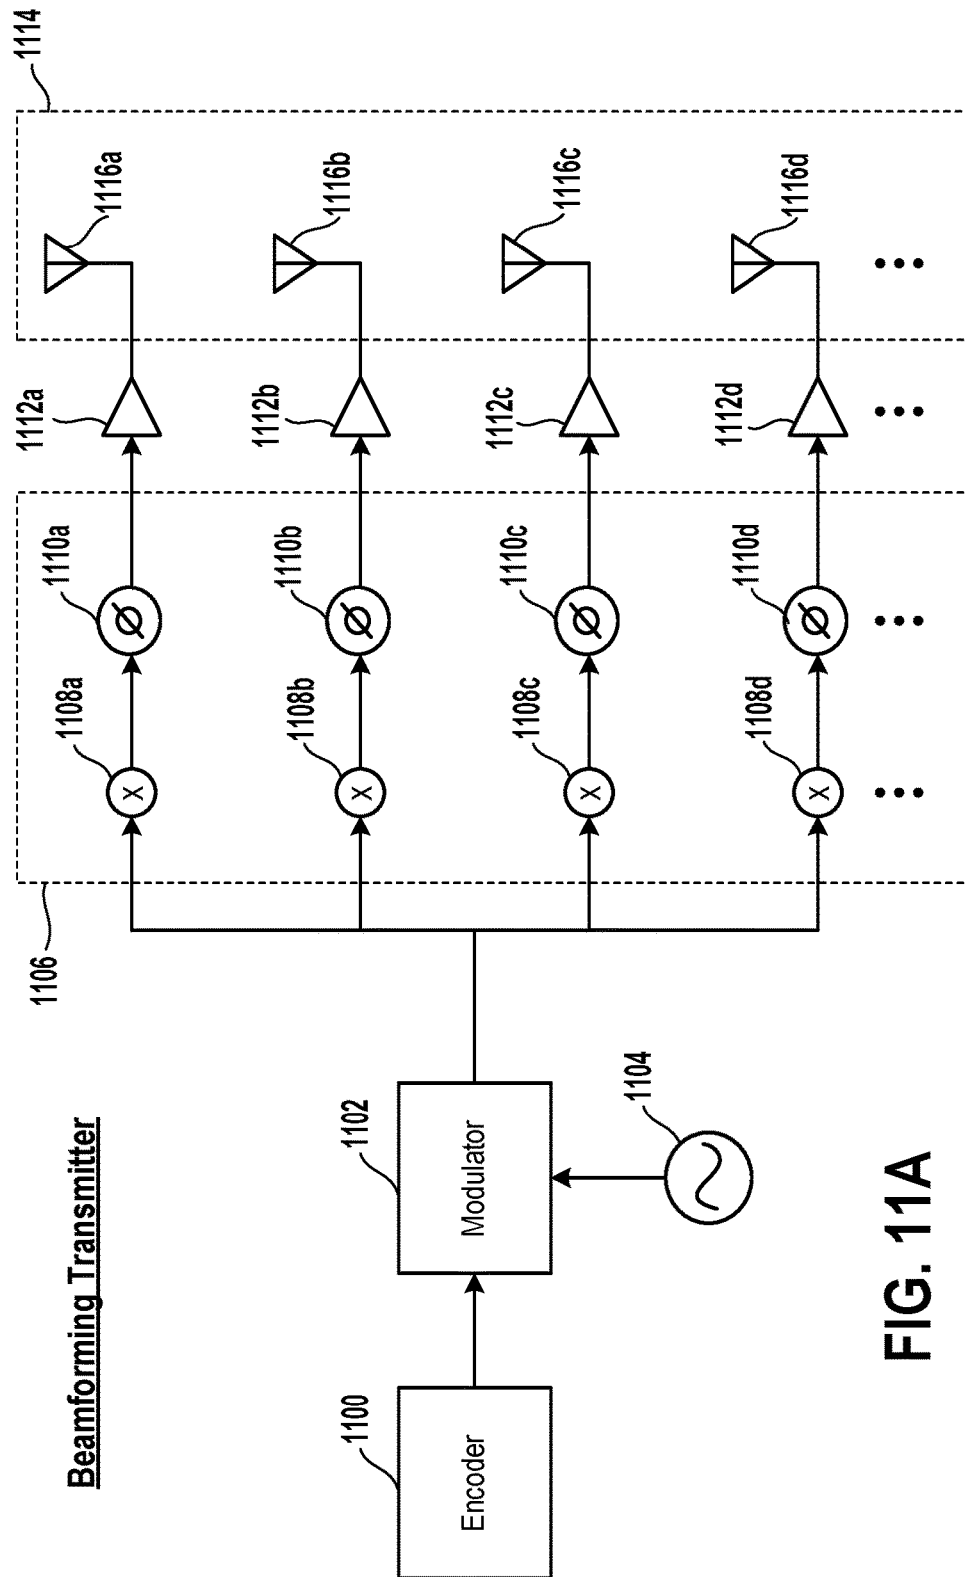 Beamforming Transmitter
1100
Encoder
1102
Modulator
1104
1106
1108a
X
1110a
Ø
1112a
1116a
1114
1108b
X
1110b
Ø
1112b
1116b
1108c
X
1110c
Ø
1112c
1116c
1108d
X
1110d
Ø
1112d
1116d
FIG. 11A